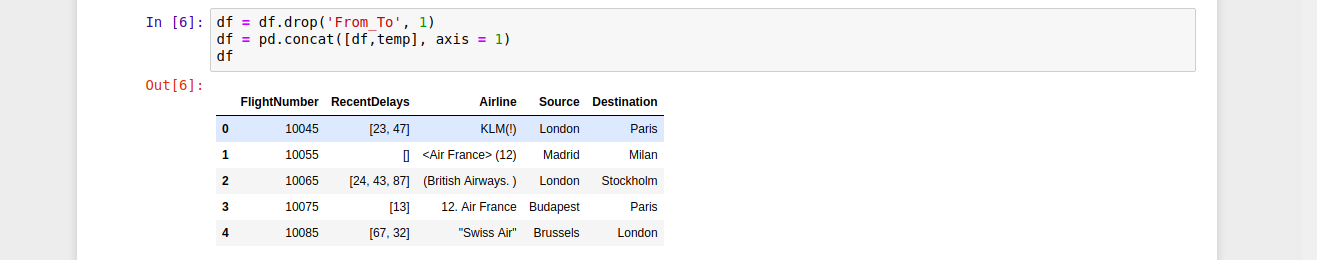 In [6]: df = df.drop('From_To', 1)
df = pd.concat([df,temp], axis = 1)
df
Out[6]:
FlightNumber RecentDelays Airline Source Destination
0 10045 [23, 47] KLM(!) London Paris
1 10055 [] <Air France> (12) Madrid Milan
2 10065 [24, 43, 87] (British Airways. ) London Stockholm
3 10075 [13] 12. Air France Budapest Paris
4 10085 [67, 32] "Swiss Air" Brussels London